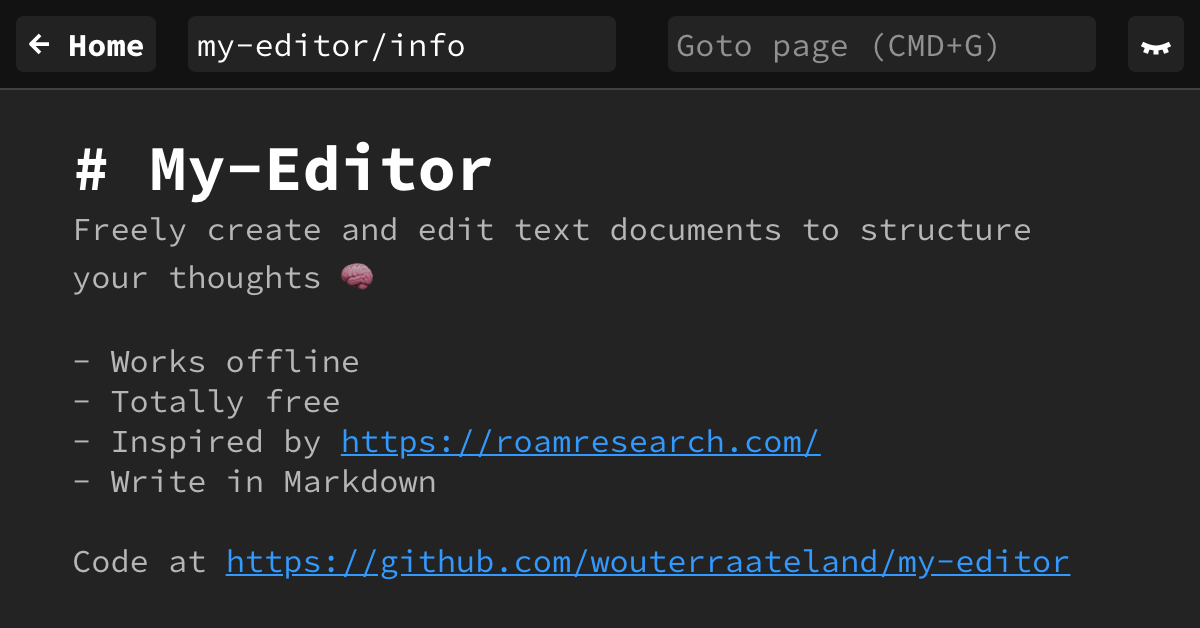 ← Home my-editor/info Goto page (CMD+G)
# My-Editor
Freely create and edit text documents to structure
your thoughts 🧠
- Works offline
- Totally free
- Inspired by https://roamresearch.com/
- Write in Markdown
Code at https://github.com/wouterraateland/my-editor